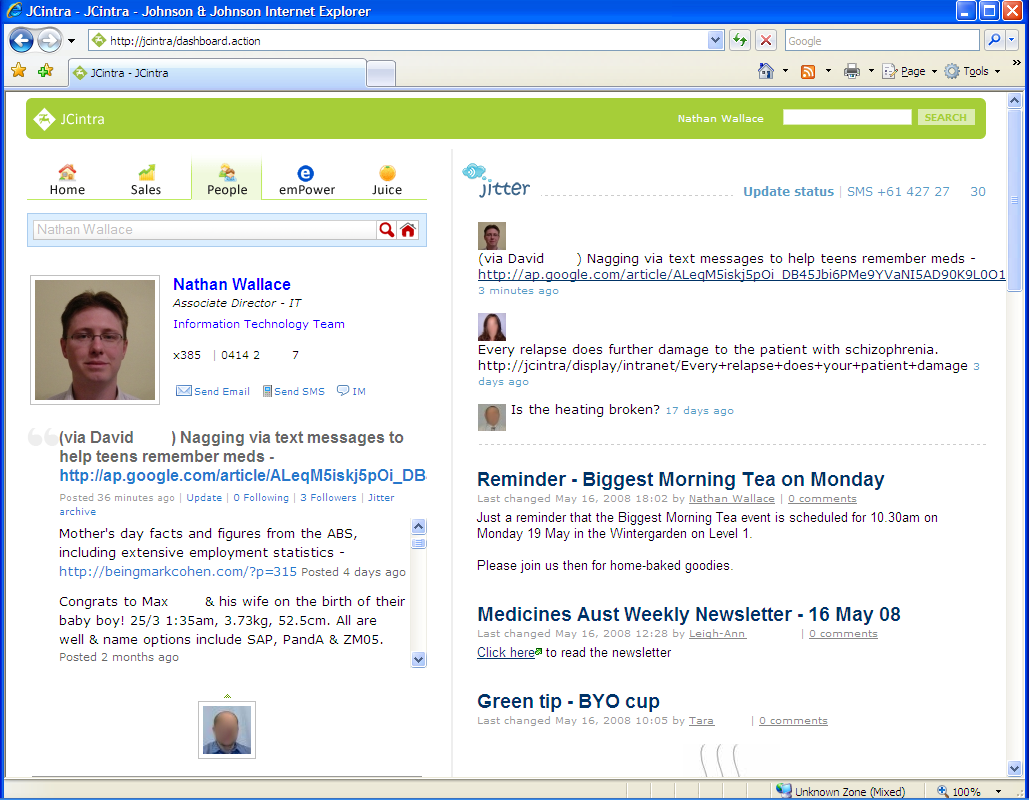 JCintra - JCintra - Johnson & Johnson Internet Explorer
http://jcintra/dashboard.action
Google
JCintra - JCintra
Page
Tools
JCintra
Nathan Wallace
SEARCH
Home
Sales
People
emPower
Juice
Nathan Wallace
Nathan Wallace
Associate Director - IT
Information Technology Team
x385 | 0414 2 7
Send Email
Send SMS
IM
(via David ) Nagging via text messages to
help teens remember meds -
http://ap.google.com/article/ALeqM5iskj5pOi_DB4
Posted 36 minutes ago | Update | 0 Following | 3 Followers | Jitter
archive
Mother's day facts and figures from the ABS,
including extensive employment statistics -
http://beingmarkcohen.com/?p=315 Posted 4 days ago
Congrats to Max & his wife on the birth of their
baby boy! 25/3 1:35am, 3.73kg, 52.5cm. All are
well & name options include SAP, PandA & ZM05.
Posted 2 months ago
jitter
Update status | SMS +61 427 27 30
(via David ) Nagging via text messages to help teens remember meds -
http://ap.google.com/article/ALeqM5iskj5pOi_DB45Jbi6PMe9YVaNI5AD90K9L0O1
3 minutes ago
Every relapse does further damage to the patient with schizophrenia.
http://jcintra/display/intranet/Every+relapse+does+your+patient+damage 3
days ago
Is the heating broken? 17 days ago
Reminder - Biggest Morning Tea on Monday
Last changed May 16, 2008 18:02 by Nathan Wallace | 0 comments
Just a reminder that the Biggest Morning Tea event is scheduled for 10.30am on
Monday 19 May in the Wintergarden on Level 1.
Please join us then for home-baked goodies.
Medicines Aust Weekly Newsletter - 16 May 08
Last changed May 16, 2008 12:28 by Leigh-Ann | 0 comments
Click here to read the newsletter
Green tip - BYO cup
Last changed May 16, 2008 10:05 by Tara | 0 comments
Unknown Zone (Mixed)
100%